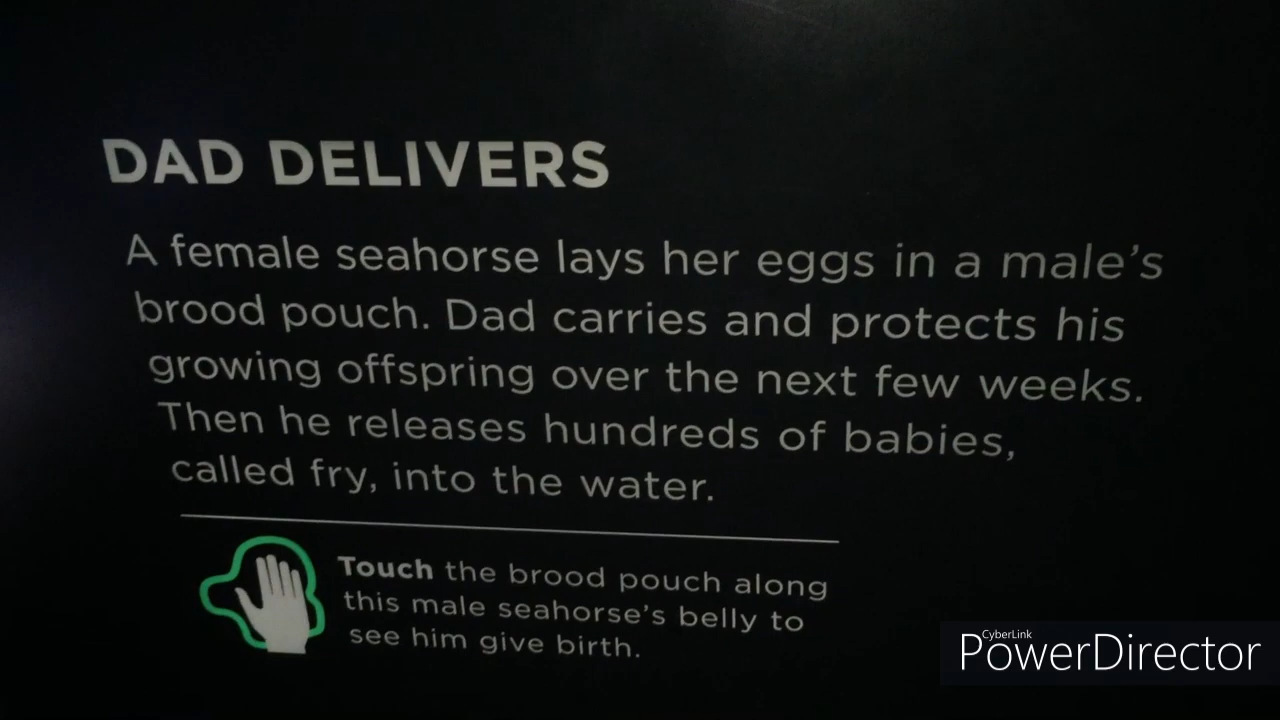 DAD DELIVERS
A female seahorse lays her eggs in a male's
brood pouch. Dad carries and protects his
growing offspring over the next few weeks.
Then he releases hundreds of babies,
called fry, into the water.
Touch the brood pouch along
this male seahorse's belly to
see him give birth.
CyberLink
PowerDirector